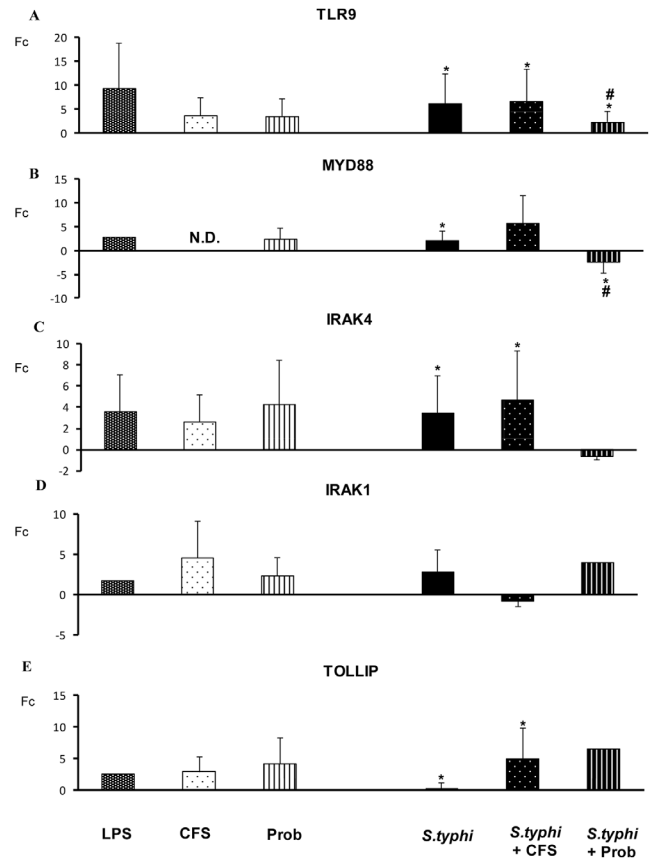 A
TLR9
Fc
20
15
10
5
0
*
*
#
*
B
MYD88
Fc
15
10
5
0
-5
-10
N.D.
*
*
#
C
IRAK4
Fc
10
8
6
4
2
0
-2
*
*
D
IRAK1
Fc
10
5
0
-5
E
TOLLIP
Fc
15
10
5
0
*
*
LPS
CFS
Prob
S.typhi
S.typhi
+ CFS
S.typhi
+ Prob